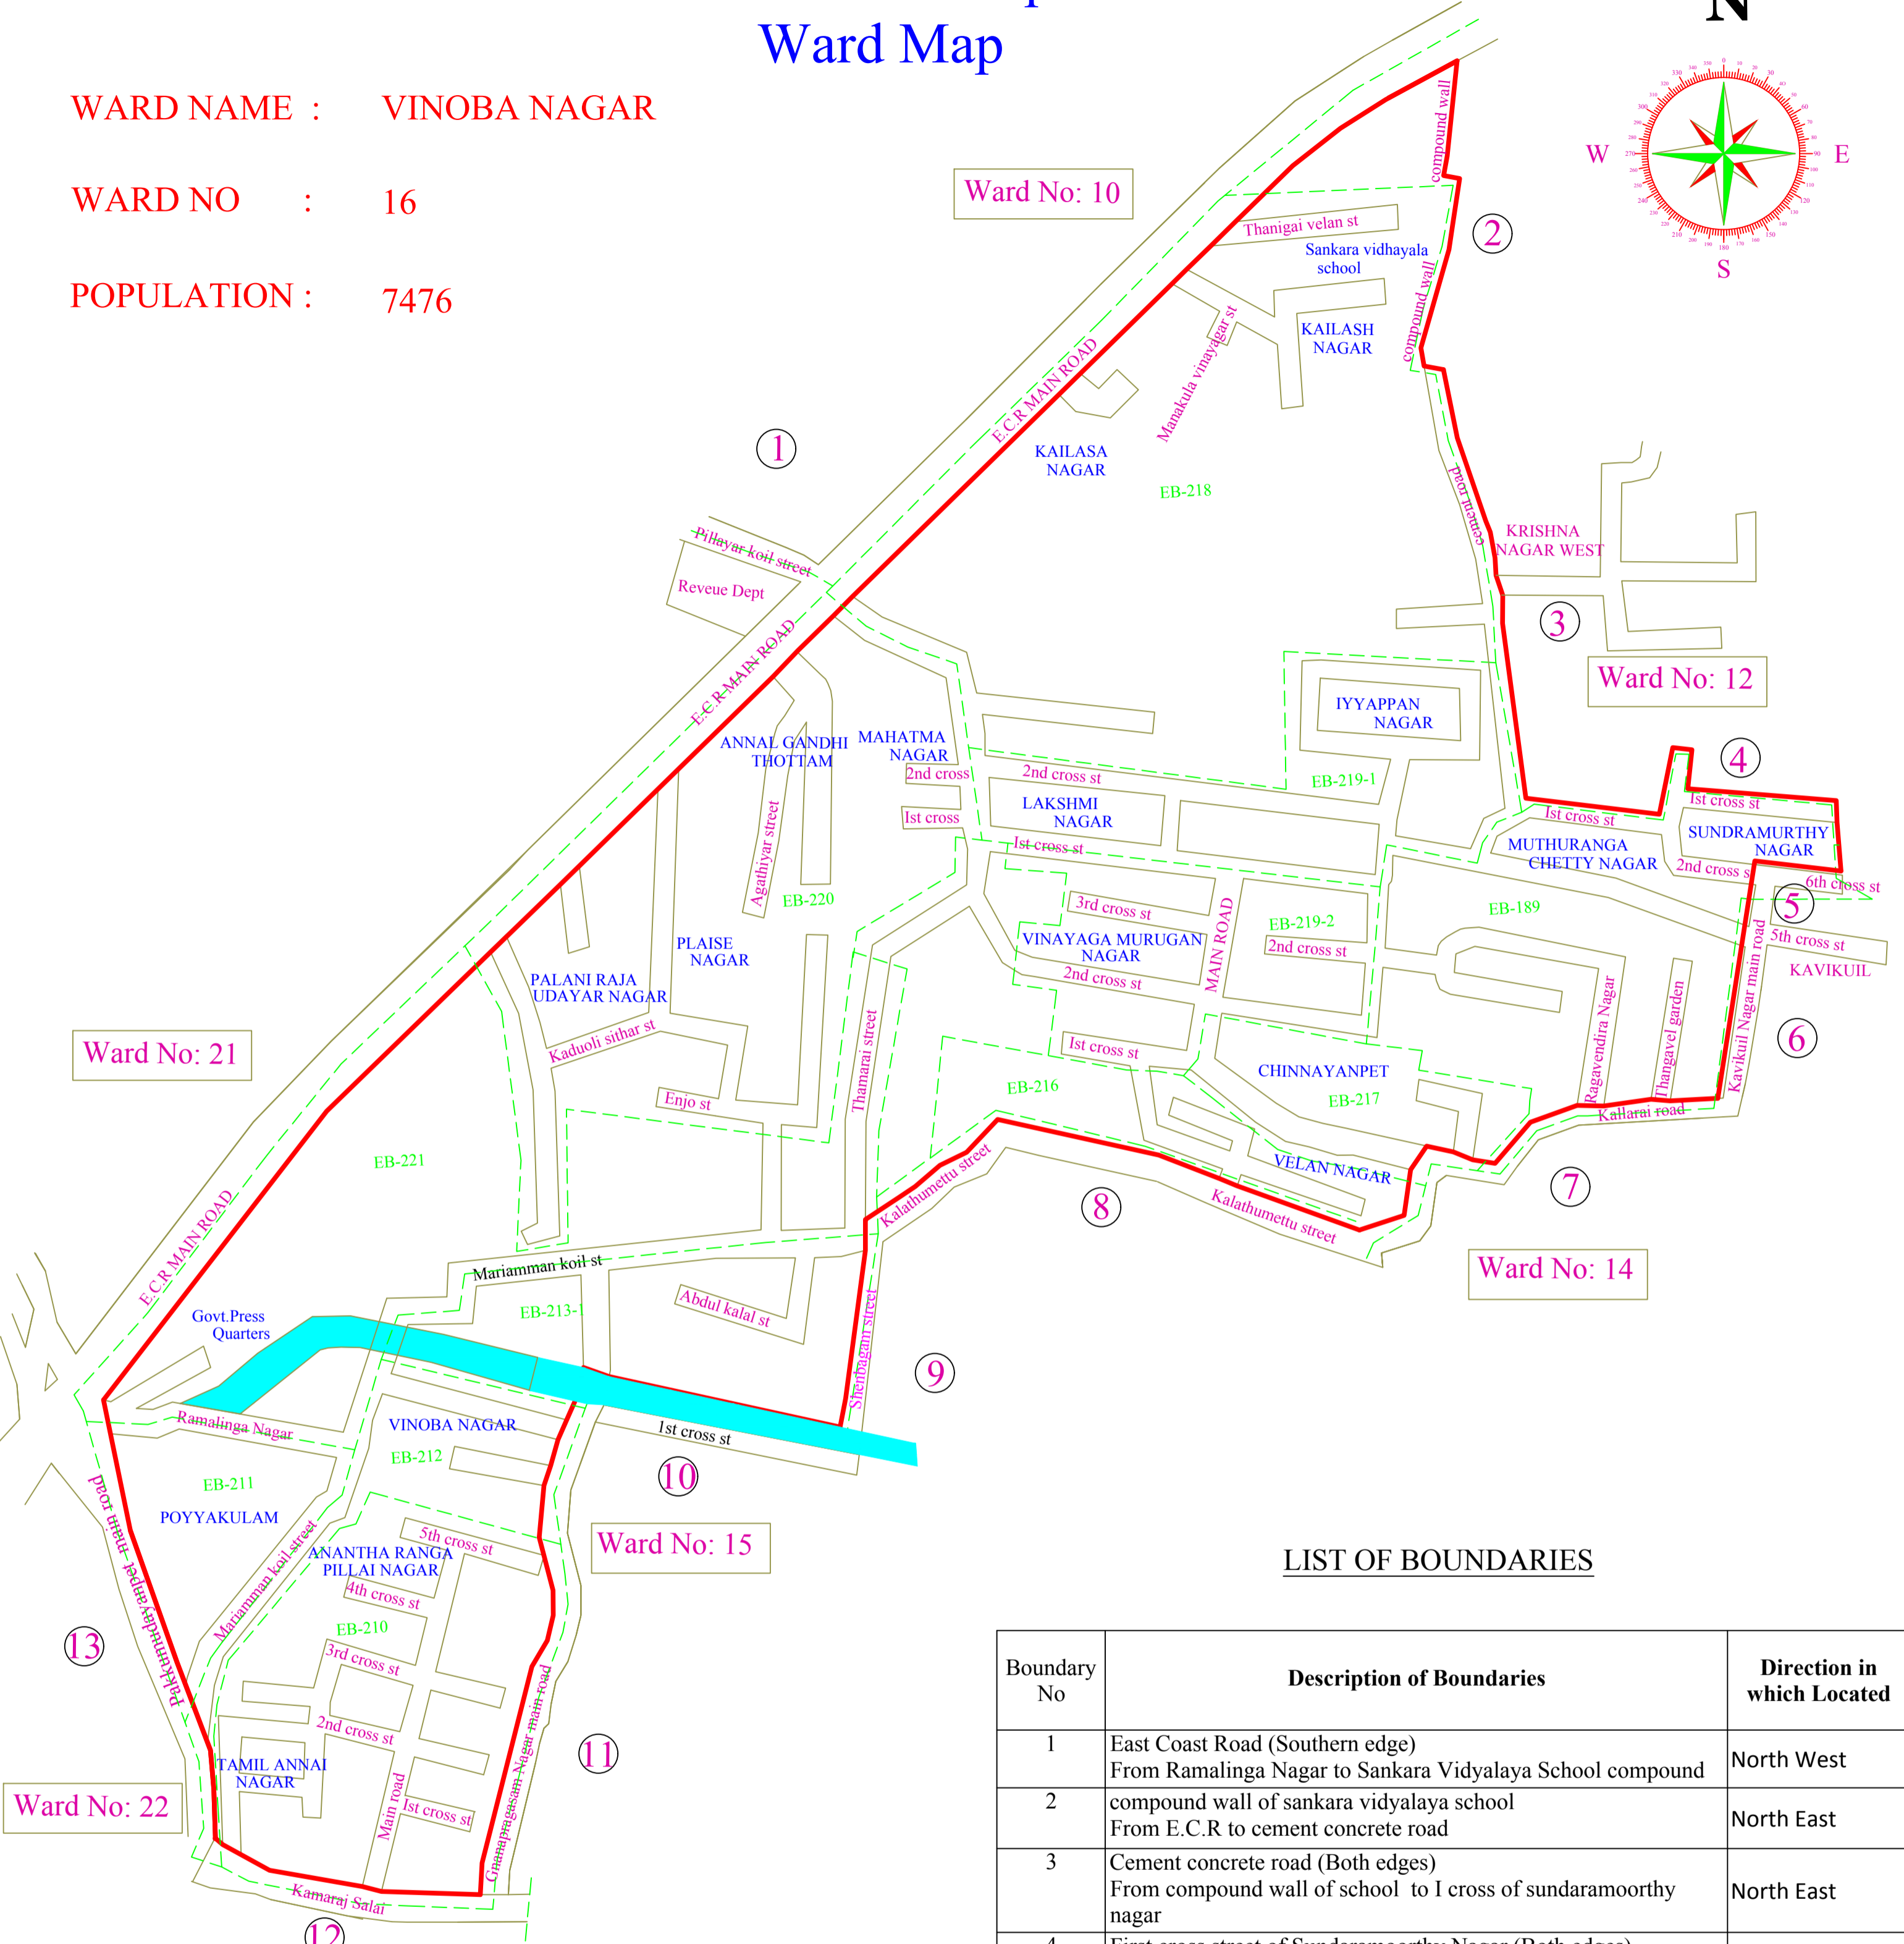 Ward Map
N
WARD NAME : VINOBA NAGAR
WARD NO : 16
POPULATION : 7476
W
E
S
Ward No: 10
compound wall
2
Thanigai velan st
Sankara vidhayala
school
compound wall
KAILASH
NAGAR
Manakula vinayagar st
E.C.R MAIN ROAD
1
KAILASA
NAGAR
EB-218
cement road
KRISHNA
NAGAR WEST
Pillayar koil street
Reveue Dept
3
Ward No: 12
E.C.R MAIN ROAD
IYYAPPAN
NAGAR
ANNAL GANDHI
THOTTAM
MAHATMA
NAGAR
2nd cross
2nd cross st
EB-219-1
4
Ist cross
LAKSHMI
NAGAR
Ist cross st
Ist cross st
Ist cross st
SUNDRAMURTHY
NAGAR
MUTHURANGA
CHETTY NAGAR
2nd cross s
6th cross st
Agathiyar street
EB-220
3rd cross st
MAIN ROAD
EB-219-2
2nd cross st
EB-189
5
5th cross st
KAVIKUIL
PLAISE
NAGAR
VINAYAGA MURUGAN
NAGAR
2nd cross st
PALANI RAJA
UDAYAR NAGAR
Kaduoli sithar st
Thamarai street
Ragavendira Nagar
Thangavel garden
Kavikuil Nagar main road
6
Ward No: 21
Ist cross st
CHINNAYANPET
EB-216
EB-217
Enjo st
Kallarai road
EB-221
Kalathumettu street
VELAN NAGAR
7
8
Kalathumettu street
E.C.R MAIN ROAD
Mariamman koil st
Ward No: 14
Govt.Press
Quarters
EB-213-1
Abdul kalal st
Shenbagam street
9
Ramalinga Nagar
VINOBA NAGAR
1st cross st
EB-212
10
EB-211
POYYAKULAM
Pakkumudayanpet main road
Mariamman koil street
5th cross st
ANANTHA RANGA
PILLAI NAGAR
4th cross st
Ward No: 15
EB-210
3rd cross st
13
2nd cross st
Gnanapragasam Nagar main road
11
TAMIL ANNAI
NAGAR
Main road
Ist cross st
Ward No: 22
Kamaraj Salai
12
LIST OF BOUNDARIES
Boundary
No
Description of Boundaries
Direction in
which Located
1
East Coast Road (Southern edge)
From Ramalinga Nagar to Sankara Vidyalaya School compound
North West
2
compound wall of sankara vidyalaya school
From E.C.R to cement concrete road
North East
3
Cement concrete road (Both edges)
From compound wall of school to I cross of sundaramoorthy
nagar
North East
4
First cross street of Sundaramoorthy Nagar (Both edges)